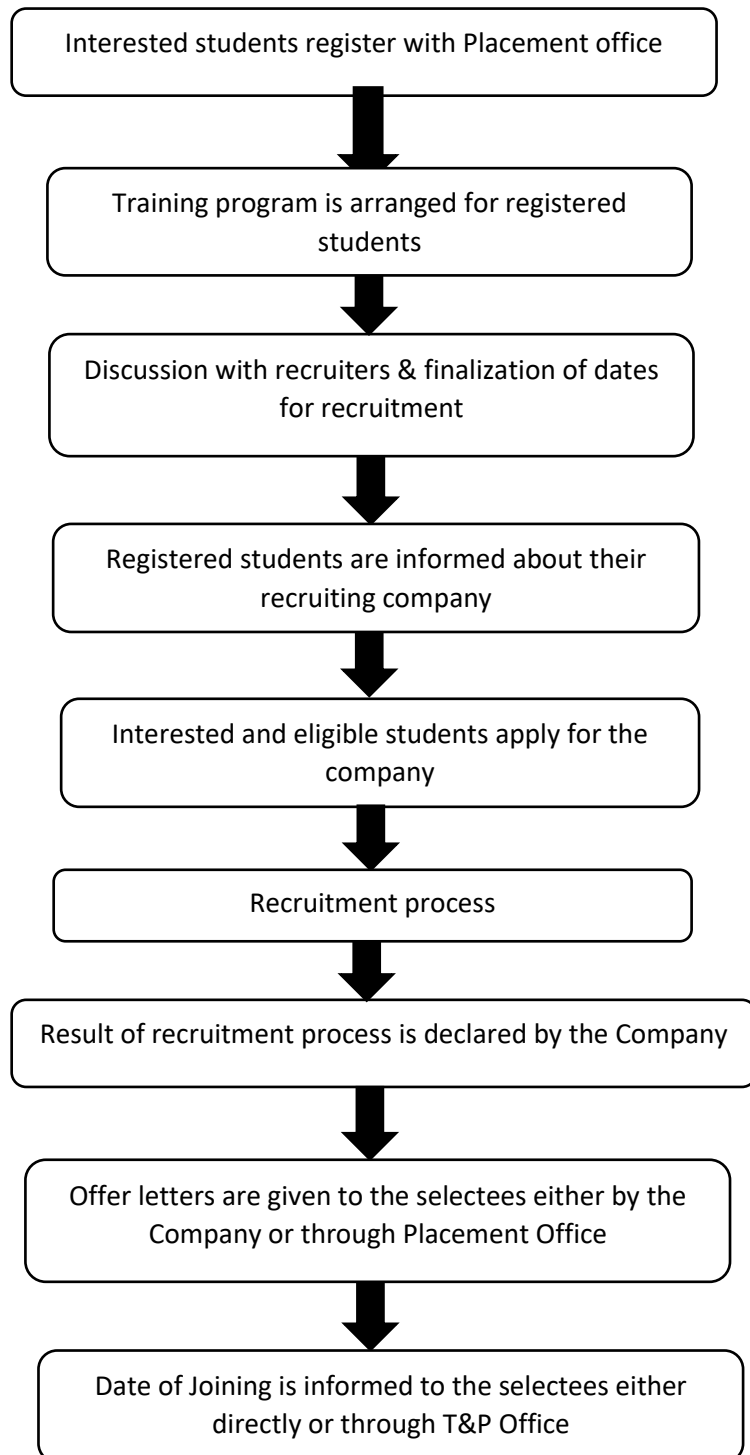 Interested students register with Placement office
Training program is arranged for registered
students
Discussion with recruiters & finalization of dates
for recruitment
Registered students are informed about their
recruiting company
Interested and eligible students apply for the
company
Recruitment process
Result of recruitment process is declared by the Company
Offer letters are given to the selectees either by the
Company or through Placement Office
Date of Joining is informed to the selectees either
directly or through T&P Office